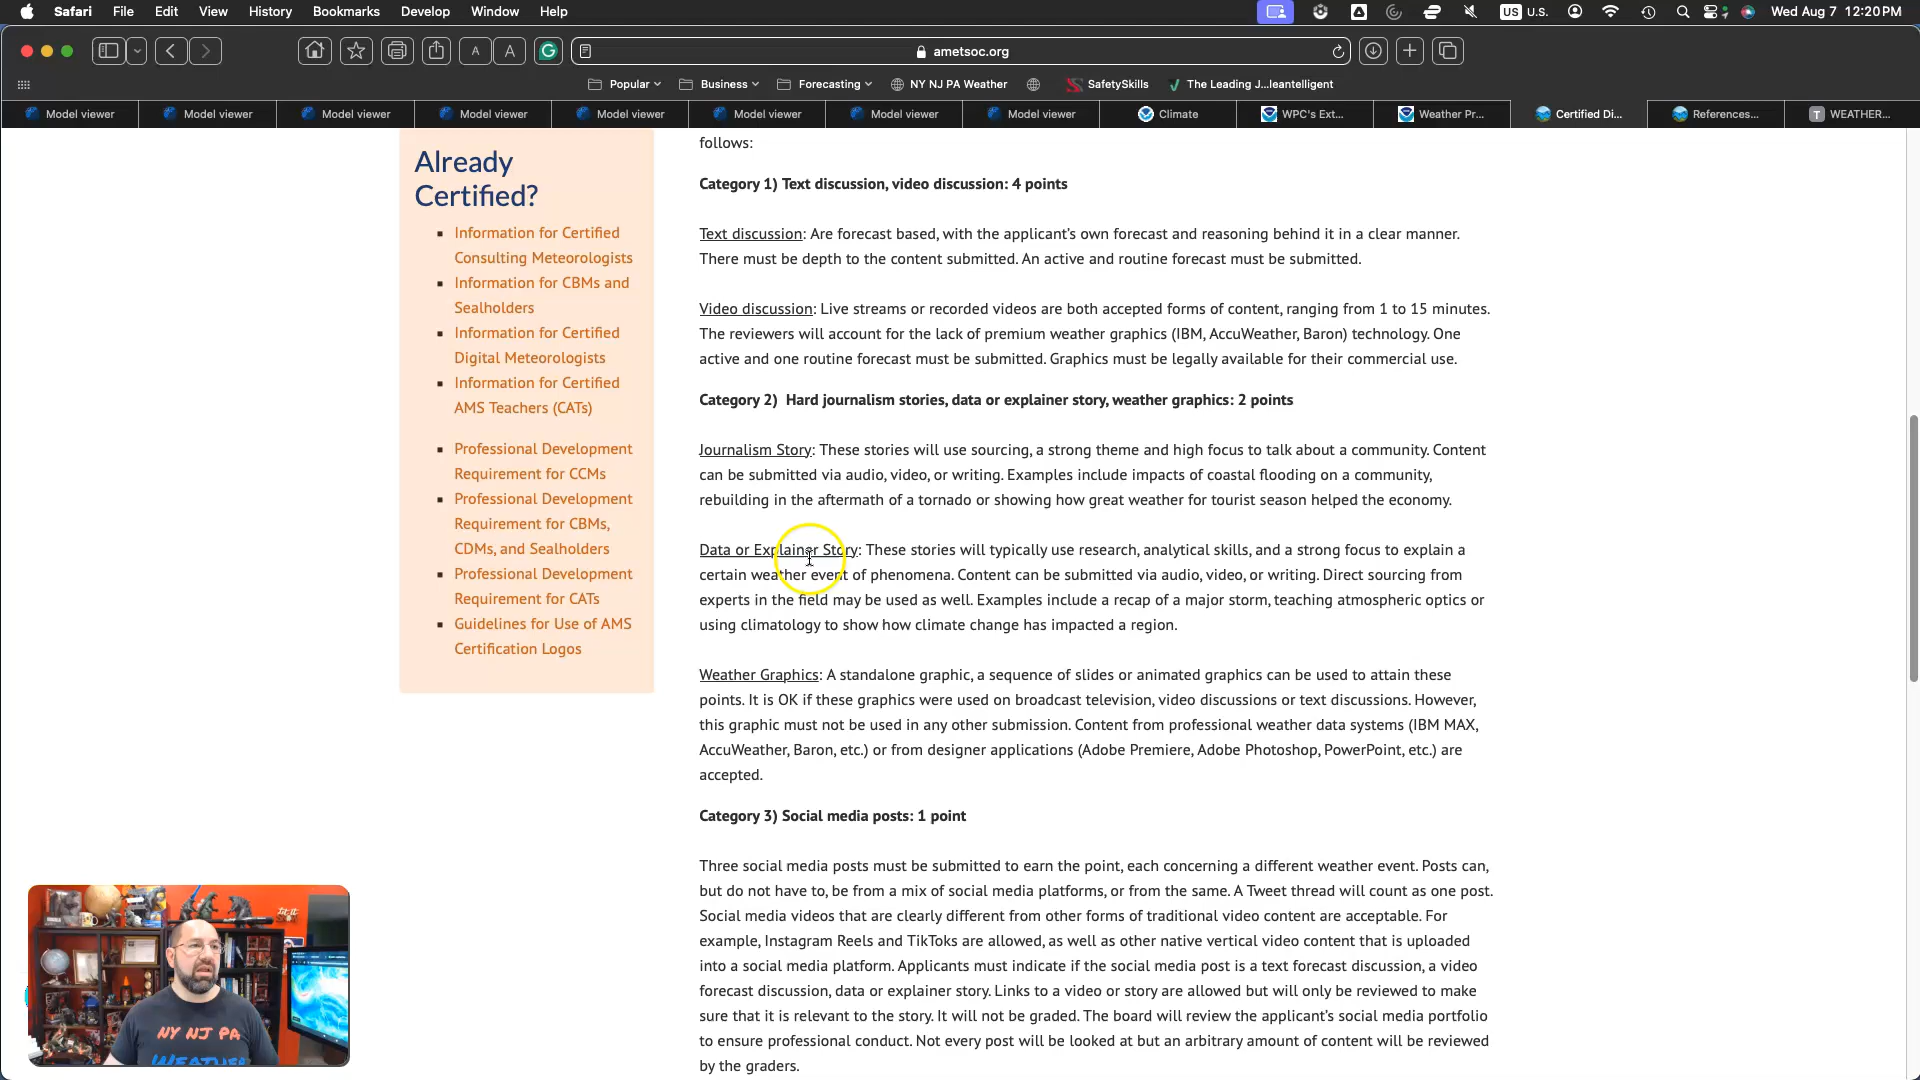 Safari File Edit View History Bookmarks Develop Window Help US U.S. Wed Aug 7 12:20 PM
A A G ametsoc.org
Popular Business Forecasting NY NJ PA Weather SafetySkills The Leading J...leantelligent
Model viewer Model viewer Model viewer Model viewer Model viewer Model viewer Model viewer Model viewer Climate WPC's Ext... Weather Pr... Certified Di... References... T WEATHER...
Already
Certified?
Information for Certified
Consulting Meteorologists
Information for CBMs and
Sealholders
Information for Certified
Digital Meteorologists
Information for Certified
AMS Teachers (CATs)
Professional Development
Requirement for CCMs
Professional Development
Requirement for CBMs,
CDMs, and Sealholders
Professional Development
Requirement for CATs
Guidelines for Use of AMS
Certification Logos
follows:
Category 1) Text discussion, video discussion: 4 points
Text discussion: Are forecast based, with the applicant's own forecast and reasoning behind it in a clear manner.
There must be depth to the content submitted. An active and routine forecast must be submitted.
Video discussion: Live streams or recorded videos are both accepted forms of content, ranging from 1 to 15 minutes.
The reviewers will account for the lack of premium weather graphics (IBM, AccuWeather, Baron) technology. One
active and one routine forecast must be submitted. Graphics must be legally available for their commercial use.
Category 2) Hard journalism stories, data or explainer story, weather graphics: 2 points
Journalism Story: These stories will use sourcing, a strong theme and high focus to talk about a community. Content
can be submitted via audio, video, or writing. Examples include impacts of coastal flooding on a community,
rebuilding in the aftermath of a tornado or showing how great weather for tourist season helped the economy.
Data or Explainer Story: These stories will typically use research, analytical skills, and a strong focus to explain a
certain weather event of phenomena. Content can be submitted via audio, video, or writing. Direct sourcing from
experts in the field may be used as well. Examples include a recap of a major storm, teaching atmospheric optics or
using climatology to show how climate change has impacted a region.
Weather Graphics: A standalone graphic, a sequence of slides or animated graphics can be used to attain these
points. It is OK if these graphics were used on broadcast television, video discussions or text discussions. However,
this graphic must not be used in any other submission. Content from professional weather data systems (IBM MAX,
AccuWeather, Baron, etc.) or from designer applications (Adobe Premiere, Adobe Photoshop, PowerPoint, etc.) are
accepted.
Category 3) Social media posts: 1 point
Three social media posts must be submitted to earn the point, each concerning a different weather event. Posts can,
but do not have to, be from a mix of social media platforms, or from the same. A Tweet thread will count as one post.
Social media videos that are clearly different from other forms of traditional video content are acceptable. For
example, Instagram Reels and TikToks are allowed, as well as other native vertical video content that is uploaded
into a social media platform. Applicants must indicate if the social media post is a text forecast discussion, a video
forecast discussion, data or explainer story. Links to a video or story are allowed but will only be reviewed to make
sure that it is relevant to the story. It will not be graded. The board will review the applicant's social media portfolio
to ensure professional conduct. Not every post will be looked at but an arbitrary amount of content will be reviewed
by the graders.
NY NJ PA
WEATHER